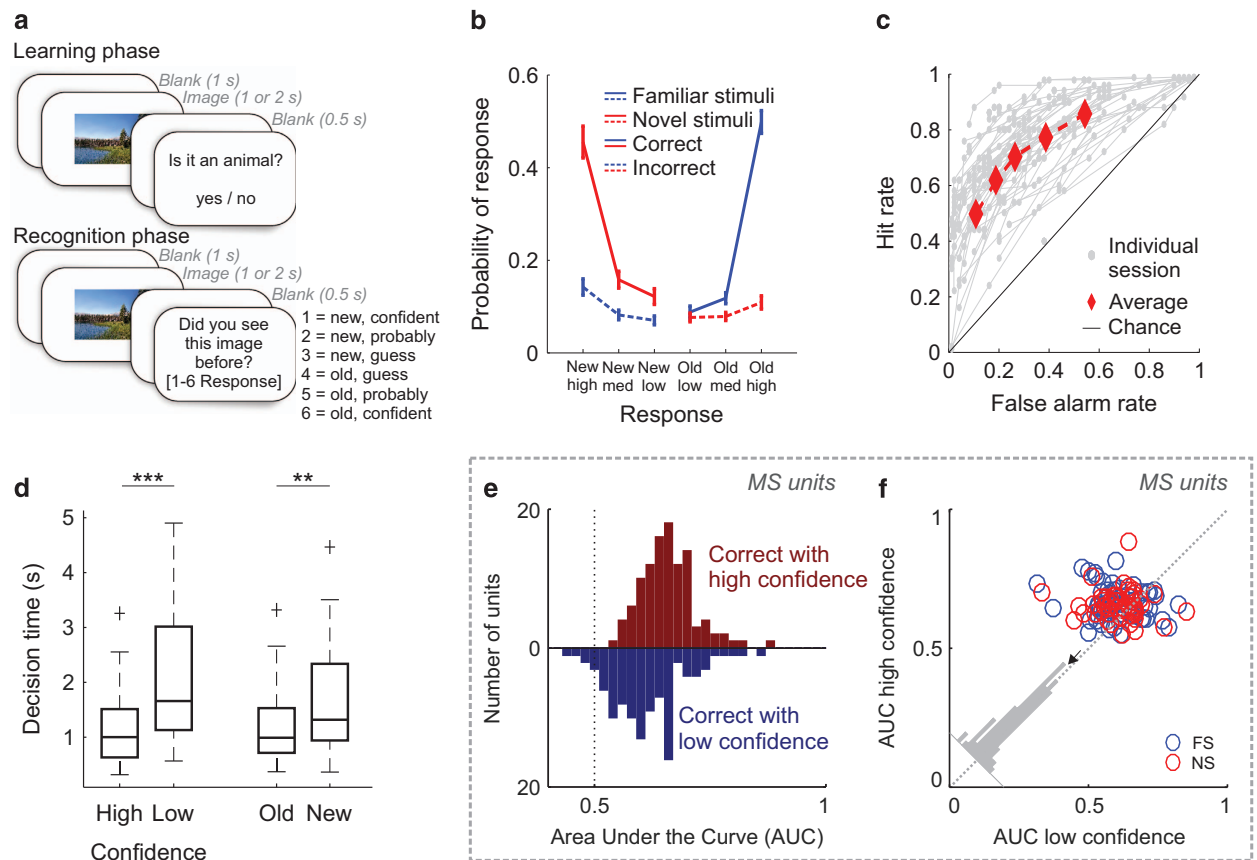 a
Learning phase
Blank (1 s)
Image (1 or 2 s)
Blank (0.5 s)
Is it an animal?
yes / no
Recognition phase
Blank (1 s)
Image (1 or 2 s)
Blank (0.5 s)
Did you see
this image
before?
[1-6 Response]
1 = new, confident
2 = new, probably
3 = new, guess
4 = old, guess
5 = old, probably
6 = old, confident
b
0.6
0.4
0.2
0
Probability of response
Familiar stimuli
Novel stimuli
Correct
Incorrect
New high
New med
New low
Old low
Old med
Old high
Response
c
1
0.8
0.6
0.4
0.2
0
Hit rate
Individual
session
Average
Chance
0 0.2 0.4 0.6 0.8 1
False alarm rate
d
*** **
5
4
3
2
1
Decision time (s)
High Low Old New
Confidence
e
MS units
20
0
20
Number of units
Correct with
high confidence
Correct with
low confidence
0.5 1
Area Under the Curve (AUC)
f
MS units
1
0.5
0
AUC high confidence
FS
NS
0 0.5 1
AUC low confidence